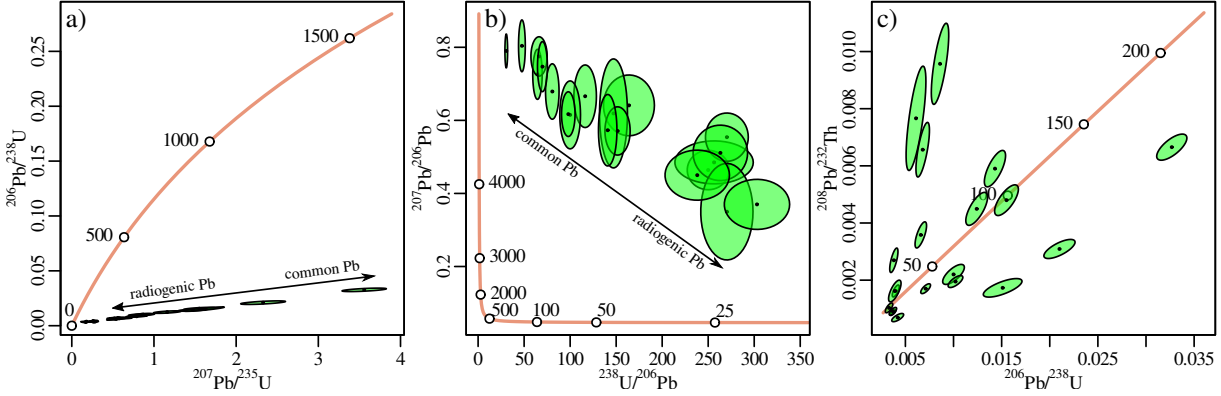 a)
²⁰⁶Pb/²³⁸U
0.00 0.05 0.10 0.15 0.20 0.25
0
500
1000
1500
radiogenic Pb
common Pb
0 1 2 3 4
²⁰⁷Pb/²³⁵U
b)
²⁰⁷Pb/²⁰⁶Pb
0.2 0.4 0.6 0.8
4000
3000
2000
500
100
50
25
common Pb
radiogenic Pb
0 50 100 150 200 250 300 350
²³⁸U/²⁰⁶Pb
c)
²⁰⁸Pb/²³²Th
0.002 0.004 0.006 0.008 0.010
50
100
150
200
0.005 0.015 0.025 0.035
²⁰⁶Pb/²³⁸U